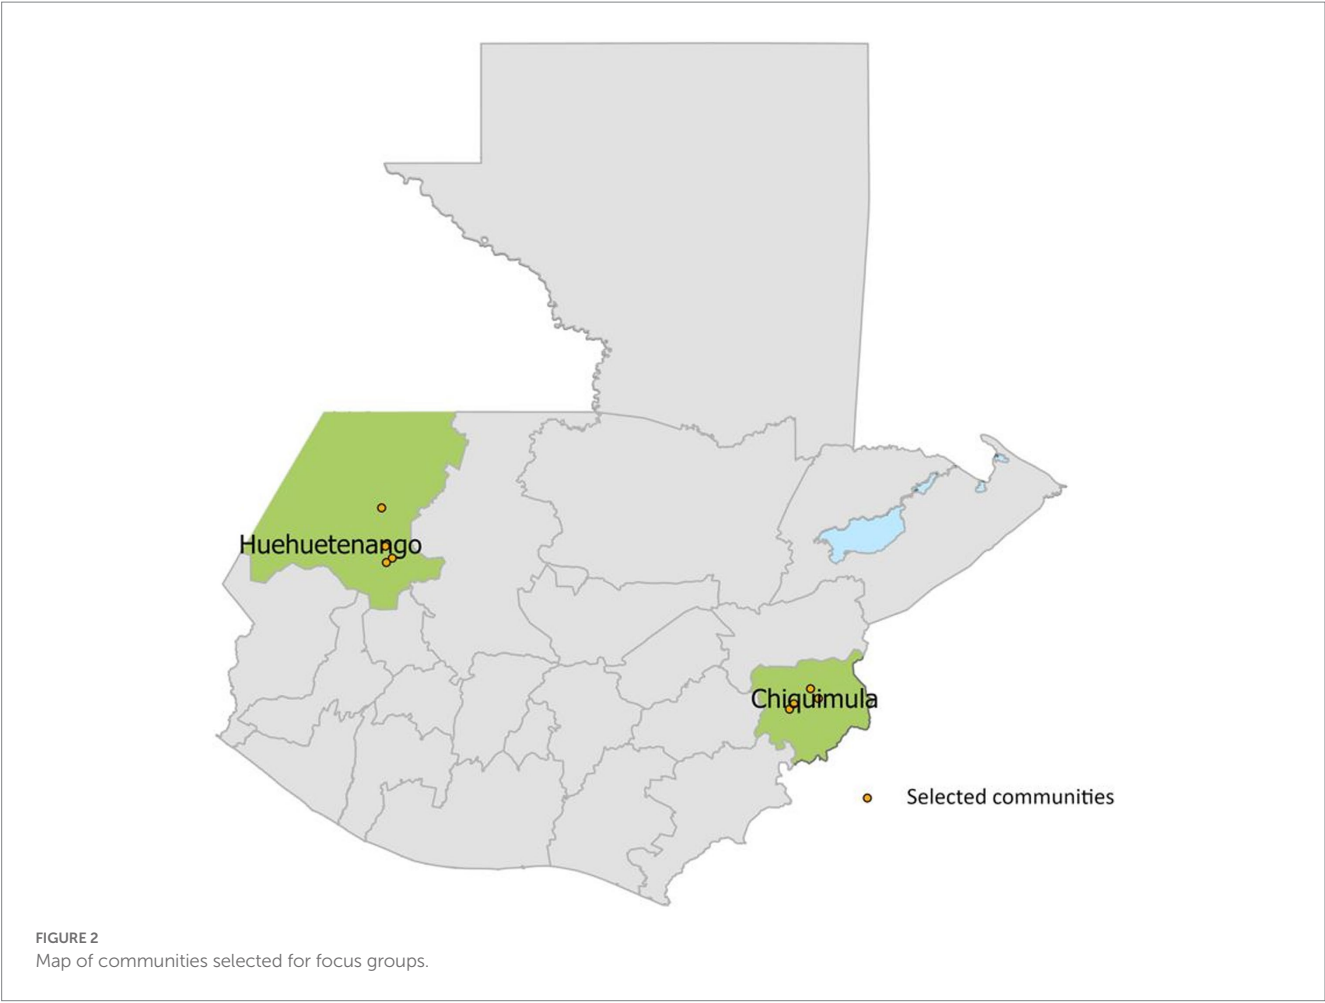 Huehuetenango
Chiquimula
Selected communities
FIGURE 2
Map of communities selected for focus groups.